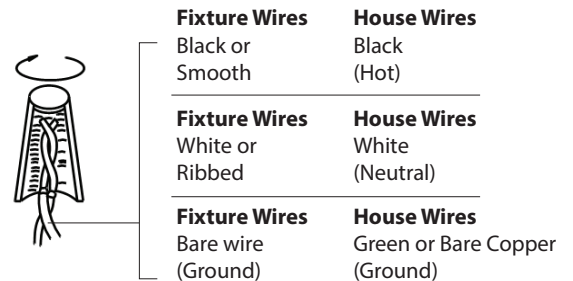 Fixture Wires House Wires
Black or Black
Smooth (Hot)
Fixture Wires House Wires
White or White
Ribbed (Neutral)
Fixture Wires House Wires
Bare wire Green or Bare Copper
(Ground) (Ground)